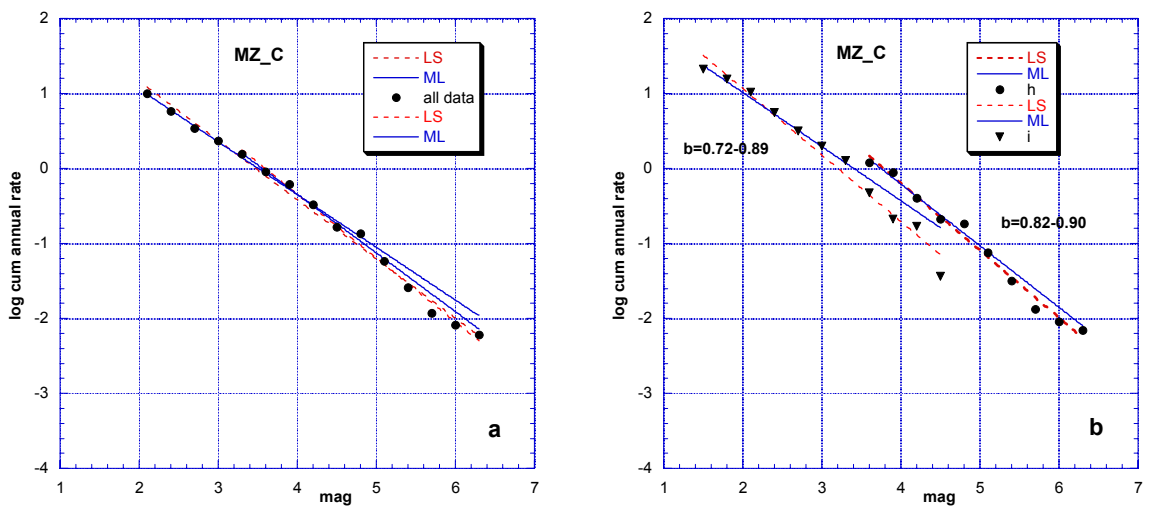 MZ_C
LS
ML
all data
LS
ML
2
1
0
-1
-2
-3
-4
log cum annual rate
a
1 2 3 4 5 6 7
mag
MZ_C
LS
ML
h
LS
ML
i
b=0.72-0.89
b=0.82-0.90
2
1
0
-1
-2
-3
-4
log cum annual rate
b
1 2 3 4 5 6 7
mag